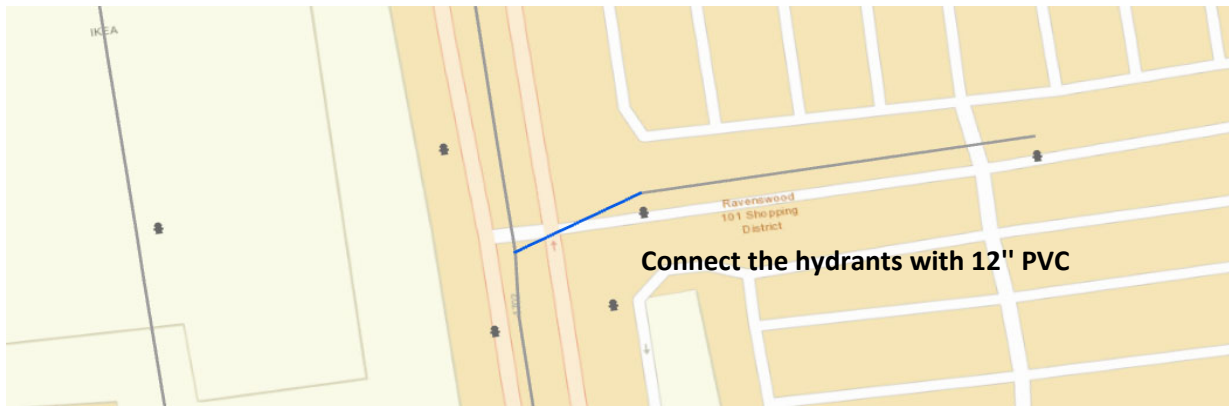 IKEA
Ravenswood
101 Shopping
District
Connect the hydrants with 12'' PVC